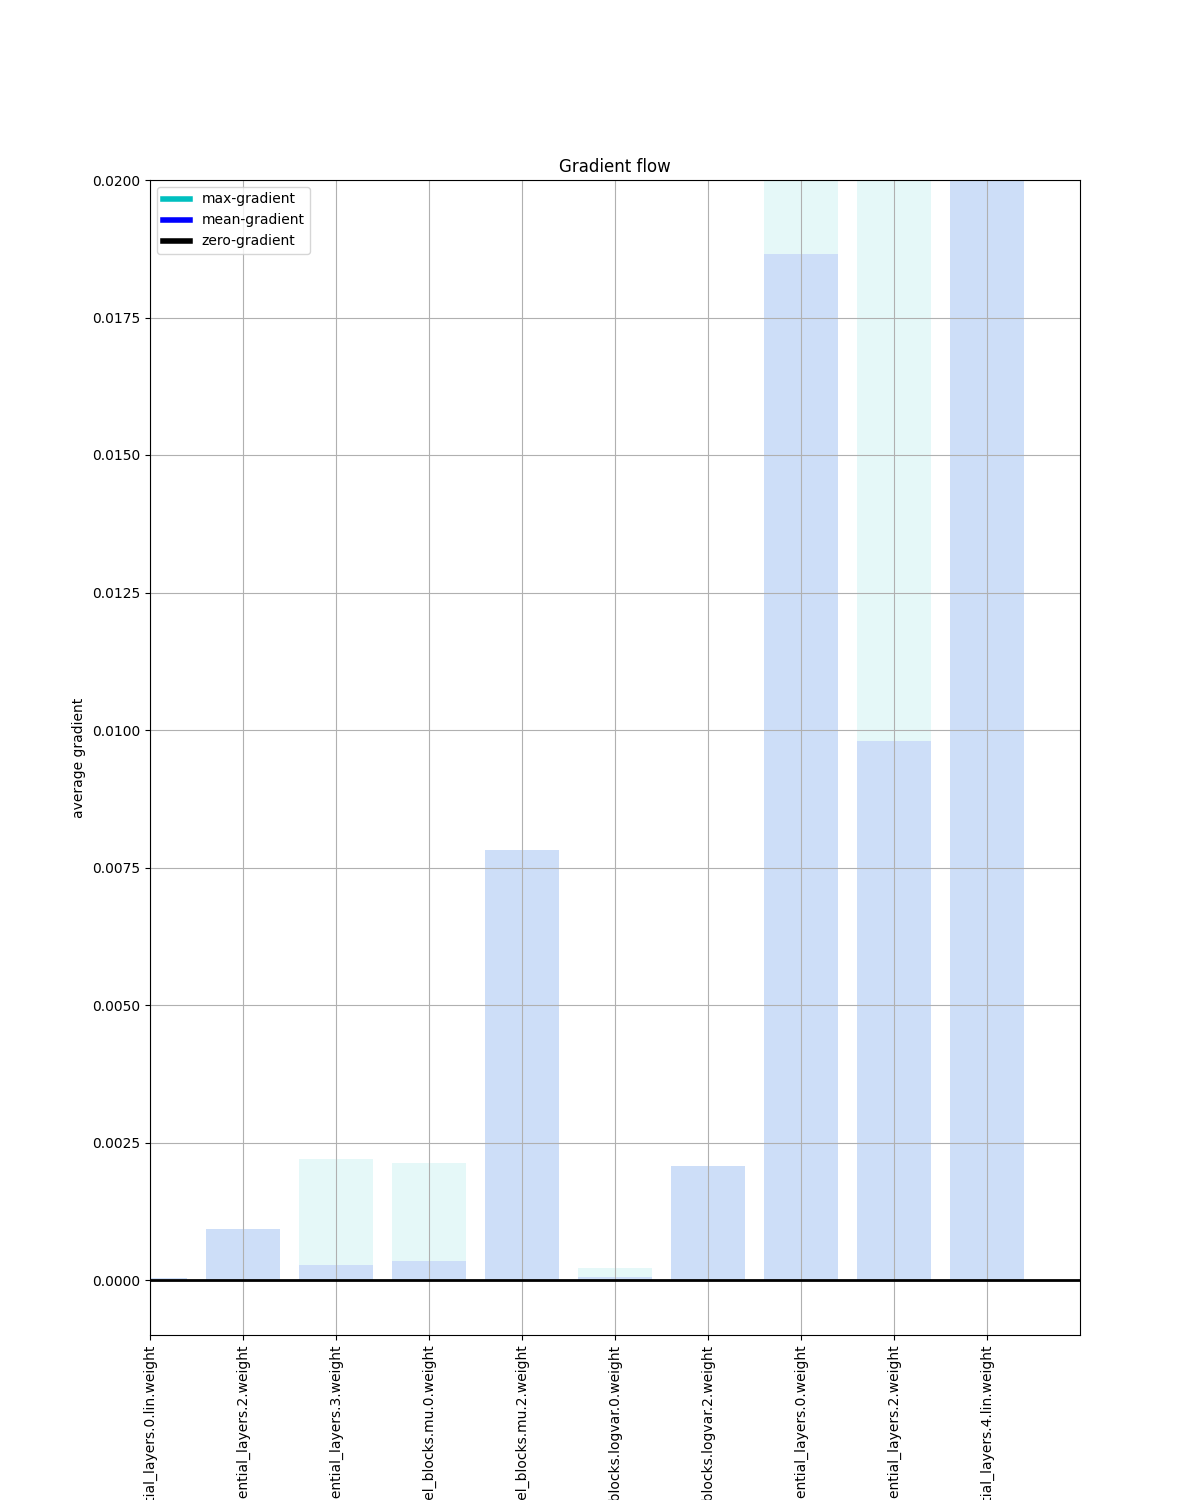 Gradient flow
max-gradient
mean-gradient
zero-gradient
0.0200
0.0175
0.0150
0.0125
0.0100
0.0075
0.0050
0.0025
0.0000
average gradient
tial_layers.0.lin.weight
ential_layers.2.weight
ential_layers.3.weight
el_blocks.mu.0.weight
el_blocks.mu.2.weight
blocks.logvar.0.weight
blocks.logvar.2.weight
ential_layers.0.weight
ential_layers.2.weight
tial_layers.4.lin.weight